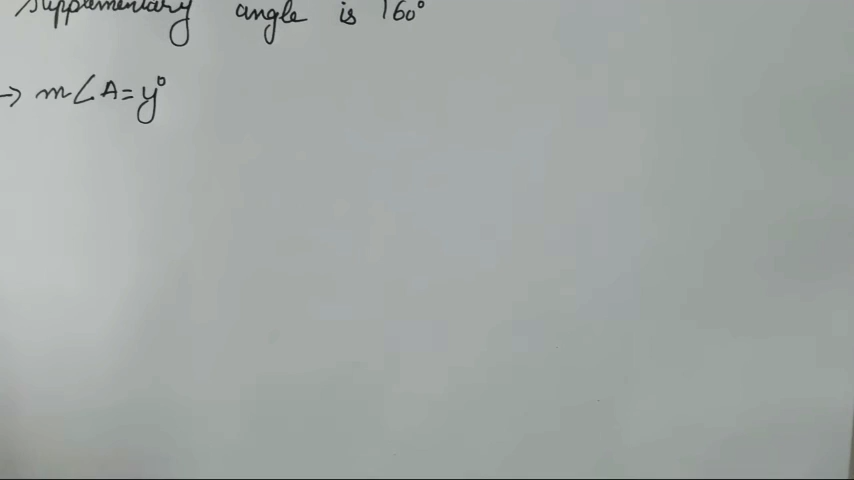 supplementary angle is 160°
→ m∠A = y°